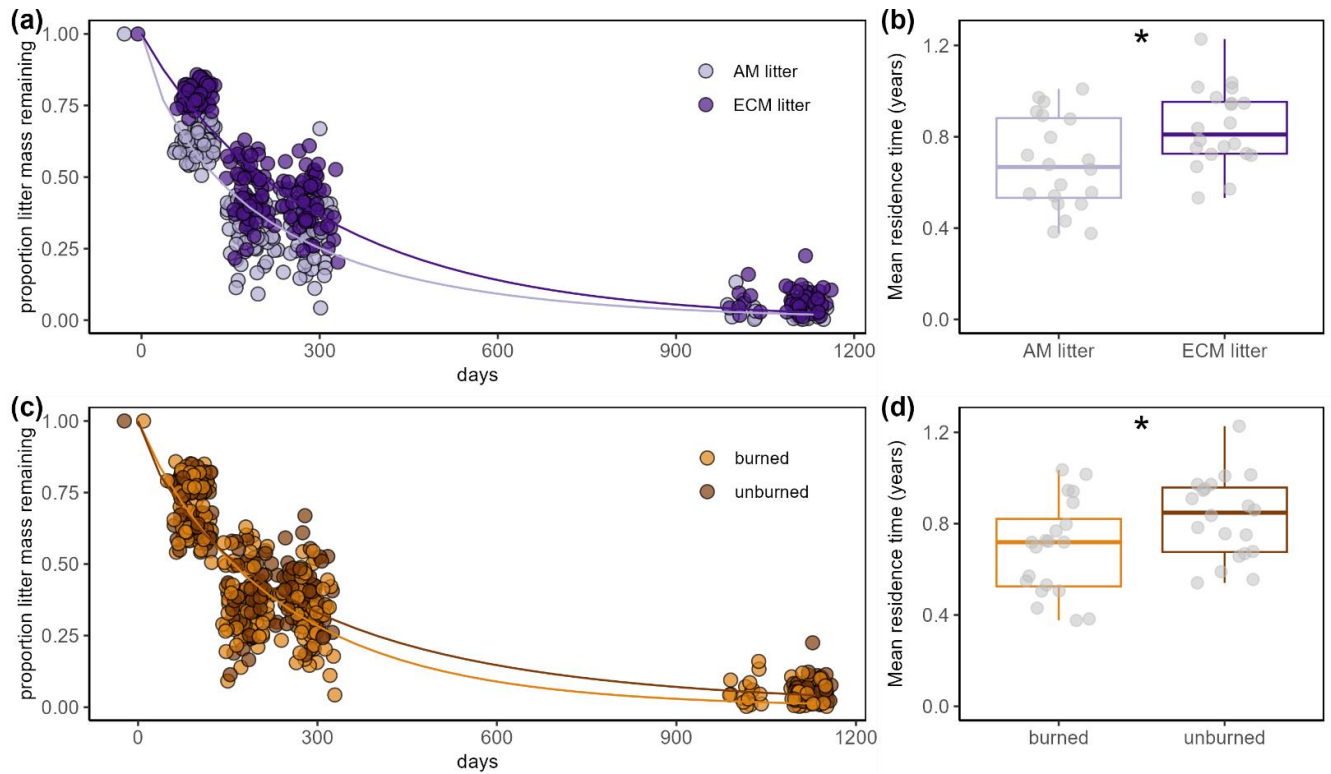 (a)
proportion litter mass remaining
1.00
0.75
0.50
0.25
0.00
AM litter
ECM litter
0 300 600 900 1200
days
(b)
*
Mean residence time (years)
1.2
0.8
0.4
0.0
AM litter ECM litter
(c)
proportion litter mass remaining
1.00
0.75
0.50
0.25
0.00
burned
unburned
0 300 600 900 1200
days
(d)
*
Mean residence time (years)
1.2
0.8
0.4
0.0
burned unburned